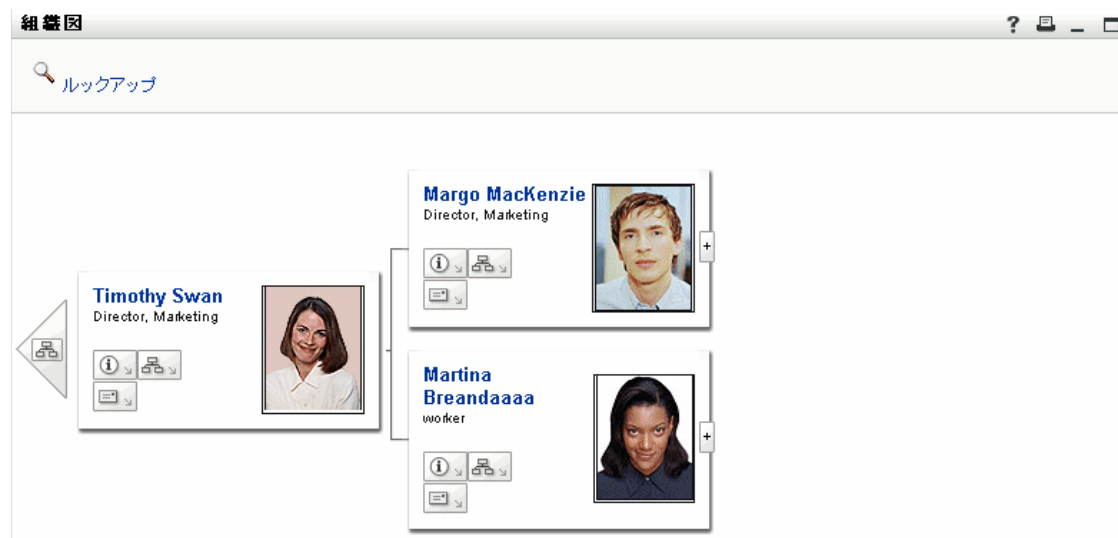 組織図
?
ルックアップ
Timothy Swan
Director, Marketing
Margo MacKenzie
Director, Marketing
+
Martina
Breandaaaa
worker
+